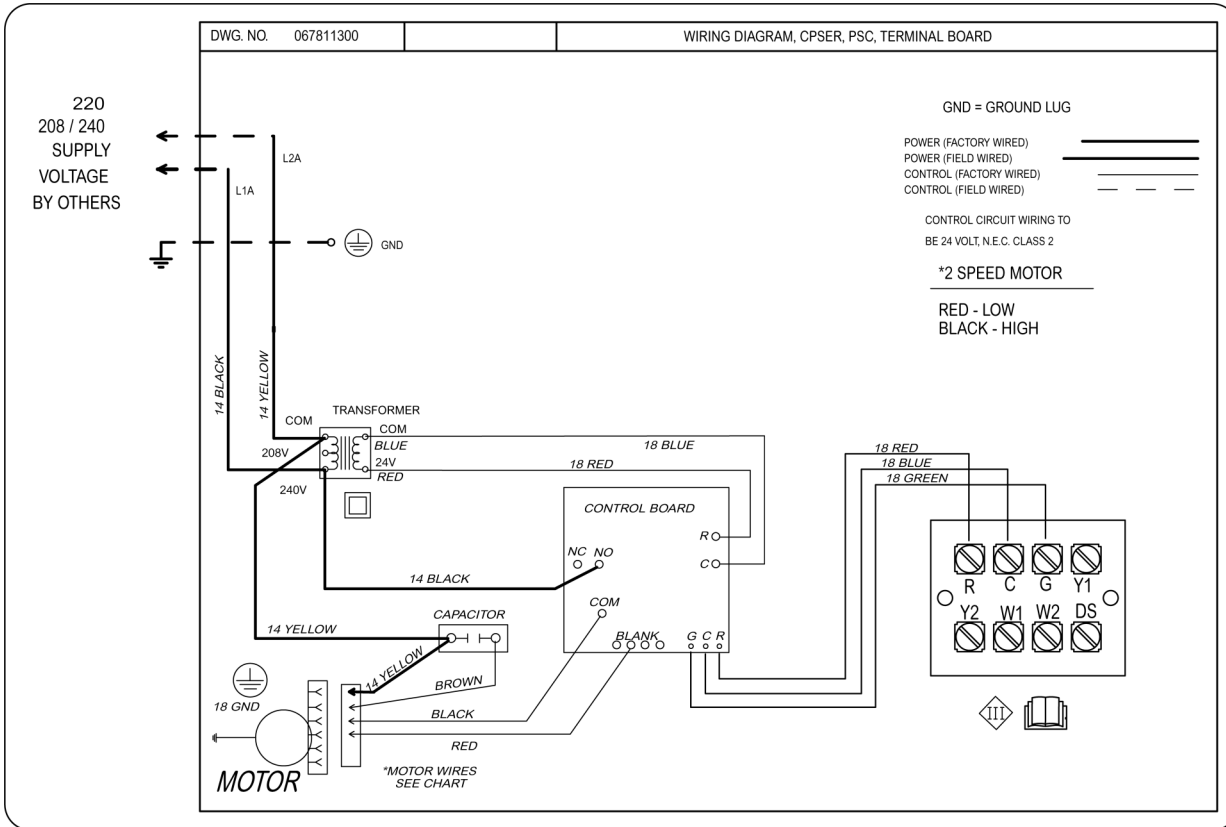 DWG. NO. 067811300
WIRING DIAGRAM, CPSER, PSC, TERMINAL BOARD
220
208 / 240
SUPPLY
VOLTAGE
BY OTHERS
L2A
L1A
GND
GND = GROUND LUG
POWER (FACTORY WIRED)
POWER (FIELD WIRED)
CONTROL (FACTORY WIRED)
CONTROL (FIELD WIRED)
CONTROL CIRCUIT WIRING TO
BE 24 VOLT, N.E.C. CLASS 2
*2 SPEED MOTOR
RED - LOW
BLACK - HIGH
14 BLACK
14 YELLOW
TRANSFORMER
COM
COM
BLUE
208V
24V
RED
240V
18 BLUE
18 RED
18 RED
18 BLUE
18 GREEN
CONTROL BOARD
R
C
NC NO
COM
BLANK
G C R
14 BLACK
CAPACITOR
14 YELLOW
14 YELLOW
BROWN
BLACK
RED
18 GND
MOTOR
*MOTOR WIRES
SEE CHART
R C G Y1
Y2 W1 W2 DS
III